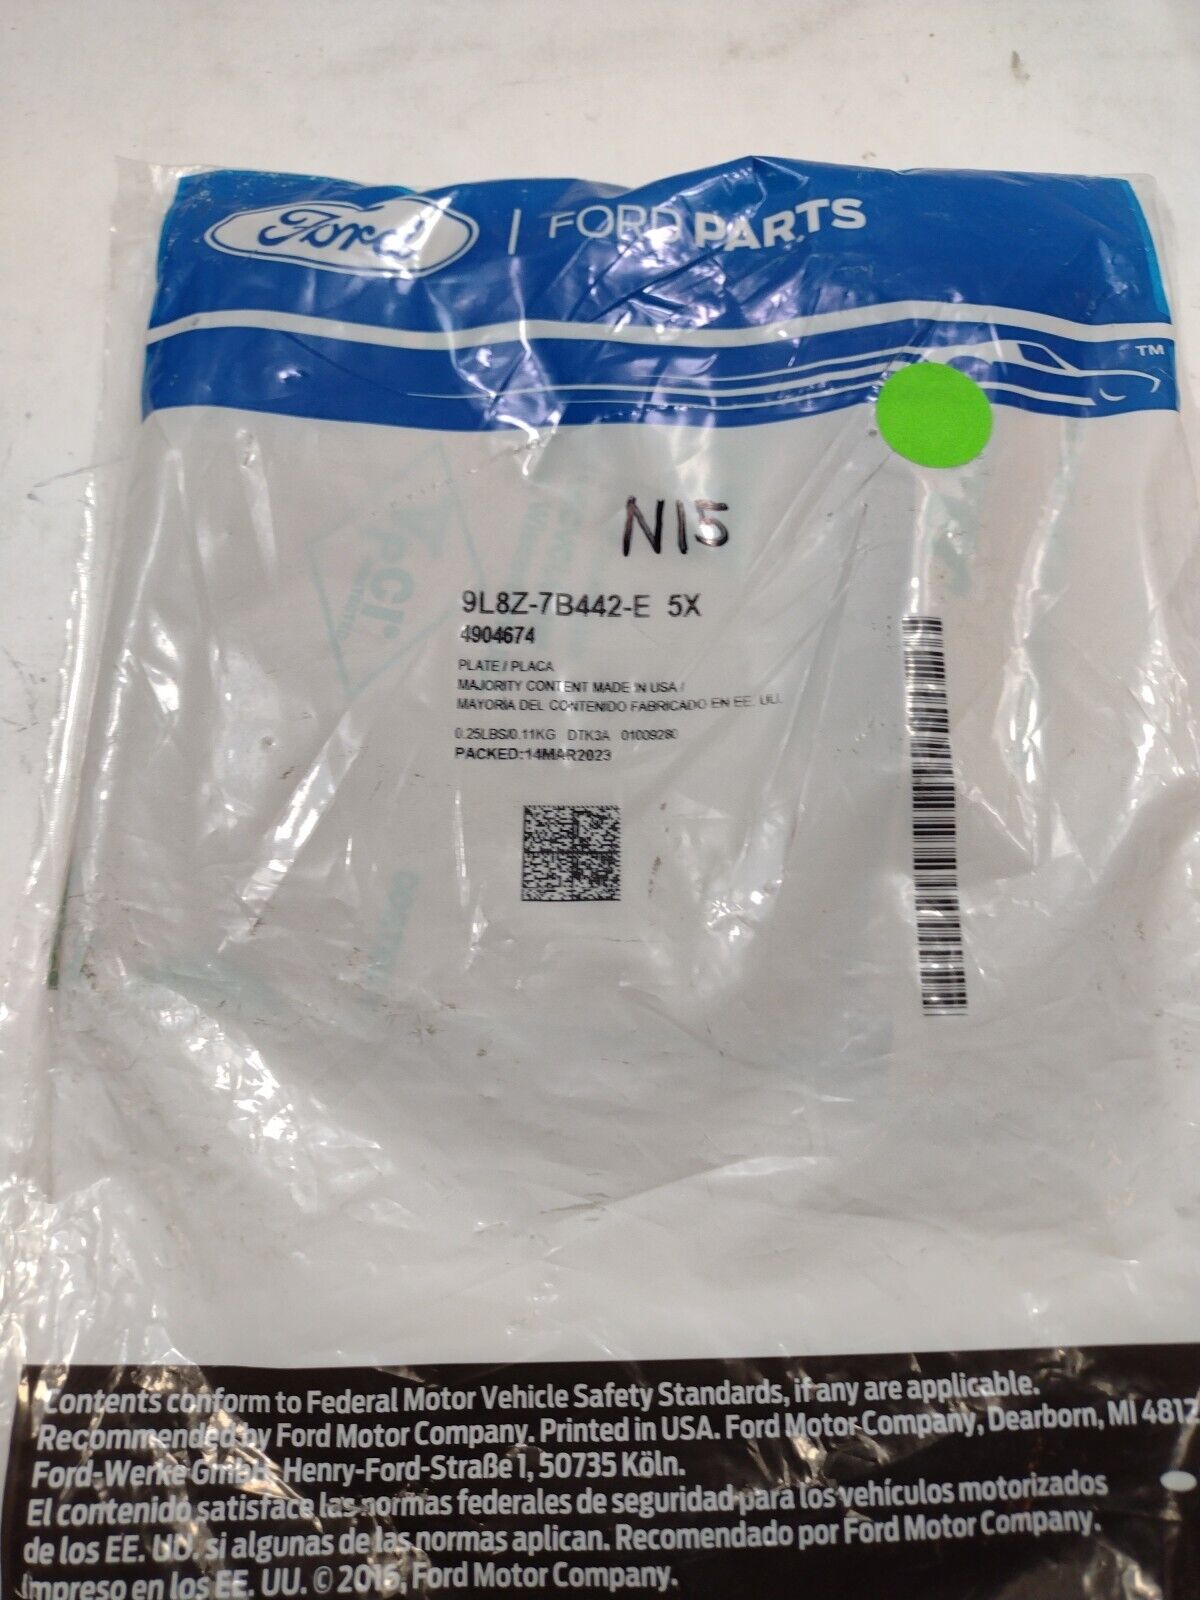 Ford | FORD PARTS
TM
N15
9L8Z-7B442-E 5X
4904674
PLATE / PLACA
MAJORITY CONTENT MADE IN USA /
MAYORÍA DEL CONTENIDO FABRICADO EN EE. UU.
0.25LBS/0.11KG DTK3A 01009280
PACKED:14MAR2023
Contents conform to Federal Motor Vehicle Safety Standards, if any are applicable.
Recommended by Ford Motor Company. Printed in USA. Ford Motor Company, Dearborn, MI 4812
Ford-Werke GmbH, Henry-Ford-Straße 1, 50735 Köln.
El contenido satisface las normas federales de seguridad para los vehículos motorizados
de los EE. UU. si algunas de las normas aplican. Recomendado por Ford Motor Company.
Impreso en los EE. UU. © 2016, Ford Motor Company.